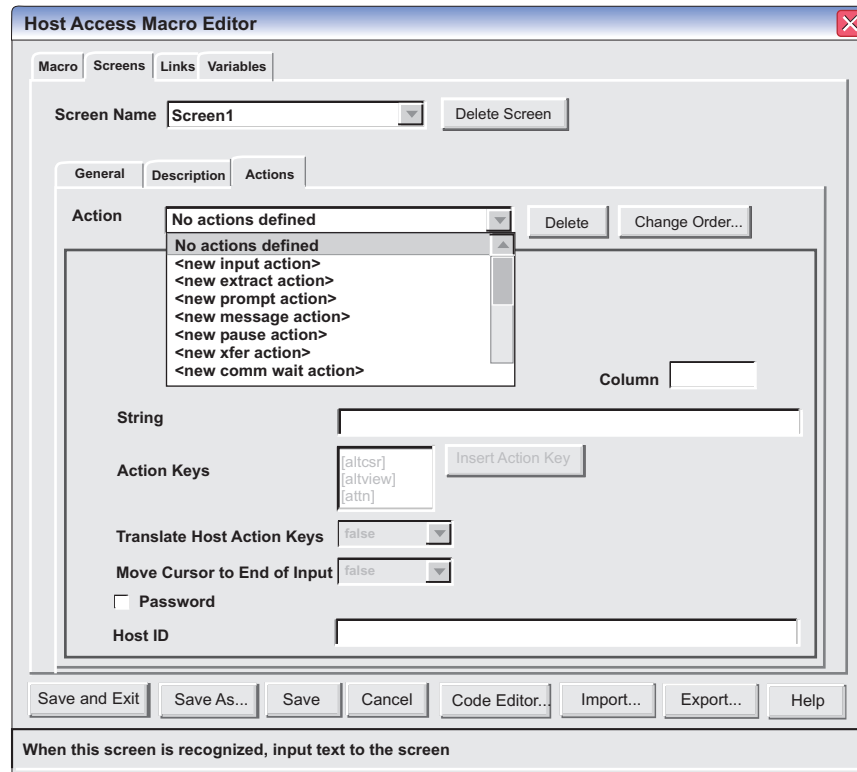 Host Access Macro Editor
Macro Screens Links Variables
Screen Name Screen1 Delete Screen
General Description Actions
Action No actions defined Delete Change Order...
No actions defined
<new input action>
<new extract action>
<new prompt action>
<new message action>
<new pause action>
<new xfer action>
<new comm wait action>
Column
String
Action Keys [altcsr] Insert Action Key
[altview]
[attn]
Translate Host Action Keys false
Move Cursor to End of Input false
Password
Host ID
Save and Exit Save As... Save Cancel Code Editor... Import... Export... Help
When this screen is recognized, input text to the screen